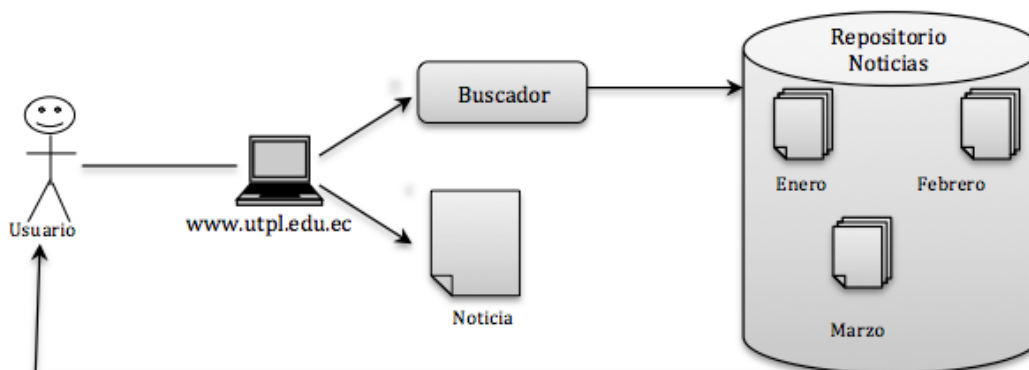 Repositorio
Noticias
Buscador
Enero
Febrero
www.utpl.edu.ec
Usuario
Noticia
Marzo